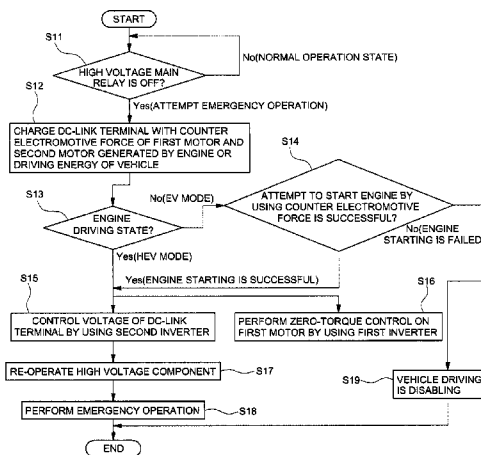 START
S11
HIGH VOLTAGE MAIN
RELAY IS OFF?
No(NORMAL OPERATION STATE)
Yes(ATTEMPT EMERGENCY OPERATION)
S12
CHARGE DC-LINK TERMINAL WITH COUNTER
ELECTROMOTIVE FORCE OF FIRST MOTOR AND
SECOND MOTOR GENERATED BY ENGINE OR
DRIVING ENERGY OF VEHICLE
S13
ENGINE
DRIVING STATE?
No(EV MODE)
Yes(HEV MODE)
S14
ATTEMPT TO START ENGINE BY
USING COUNTER ELECTROMOTIVE
FORCE IS SUCCESSFUL?
No(ENGINE
STARTING IS FAILED
Yes(ENGINE STARTING IS SUCCESSFUL)
S15
CONTROL VOLTAGE OF DC-LINK
TERMINAL BY USING SECOND INVERTER
S16
PERFORM ZERO-TORQUE CONTROL ON
FIRST MOTOR BY USING FIRST INVERTER
RE-OPERATE HIGH VOLTAGE COMPONENT
S17
PERFORM EMERGENCY OPERATION
S18
S19
VEHICLE DRIVING
IS DISABLING
END